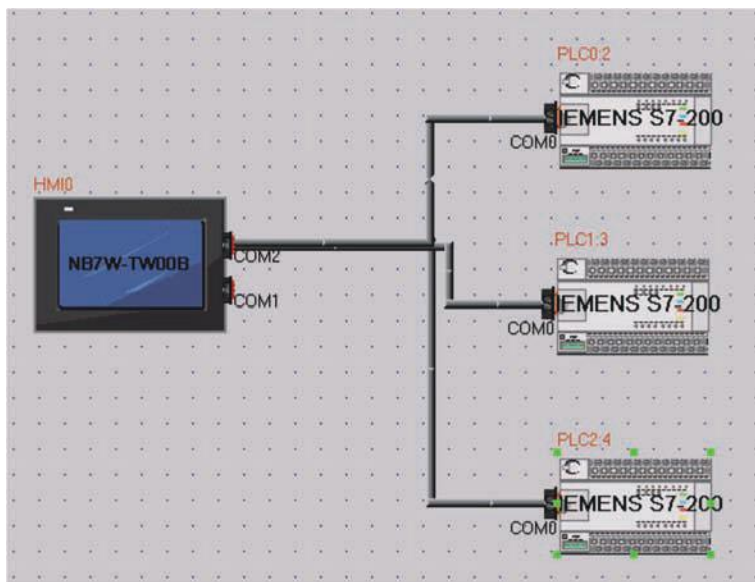 PLC0:2
SIEMENS S7-200
COM0
HMI0
NB7W-TW00B
COM2
COM1
PLC1:3
SIEMENS S7-200
COM0
PLC2:4
SIEMENS S7-200
COM0